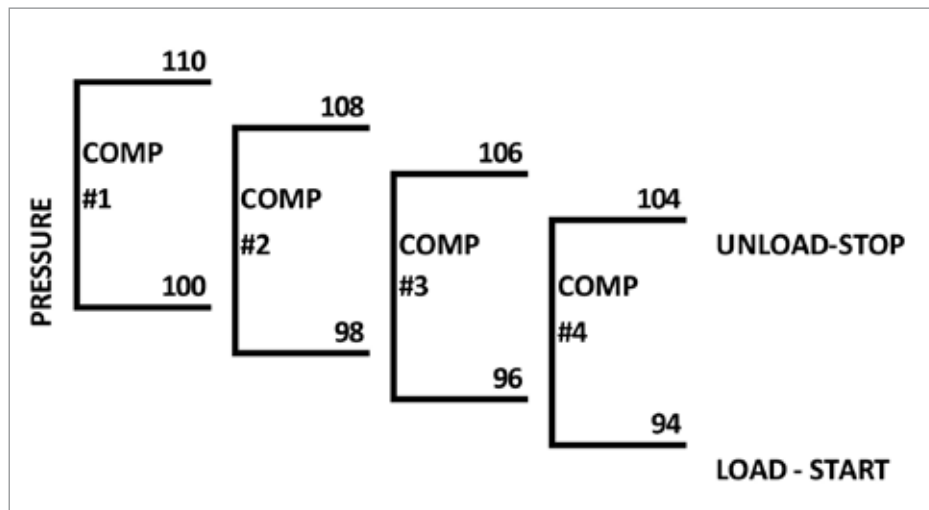 110
COMP
#1
100
PRESSURE
108
COMP
#2
98
106
COMP
#3
96
104
COMP
#4
94
UNLOAD-STOP
LOAD - START